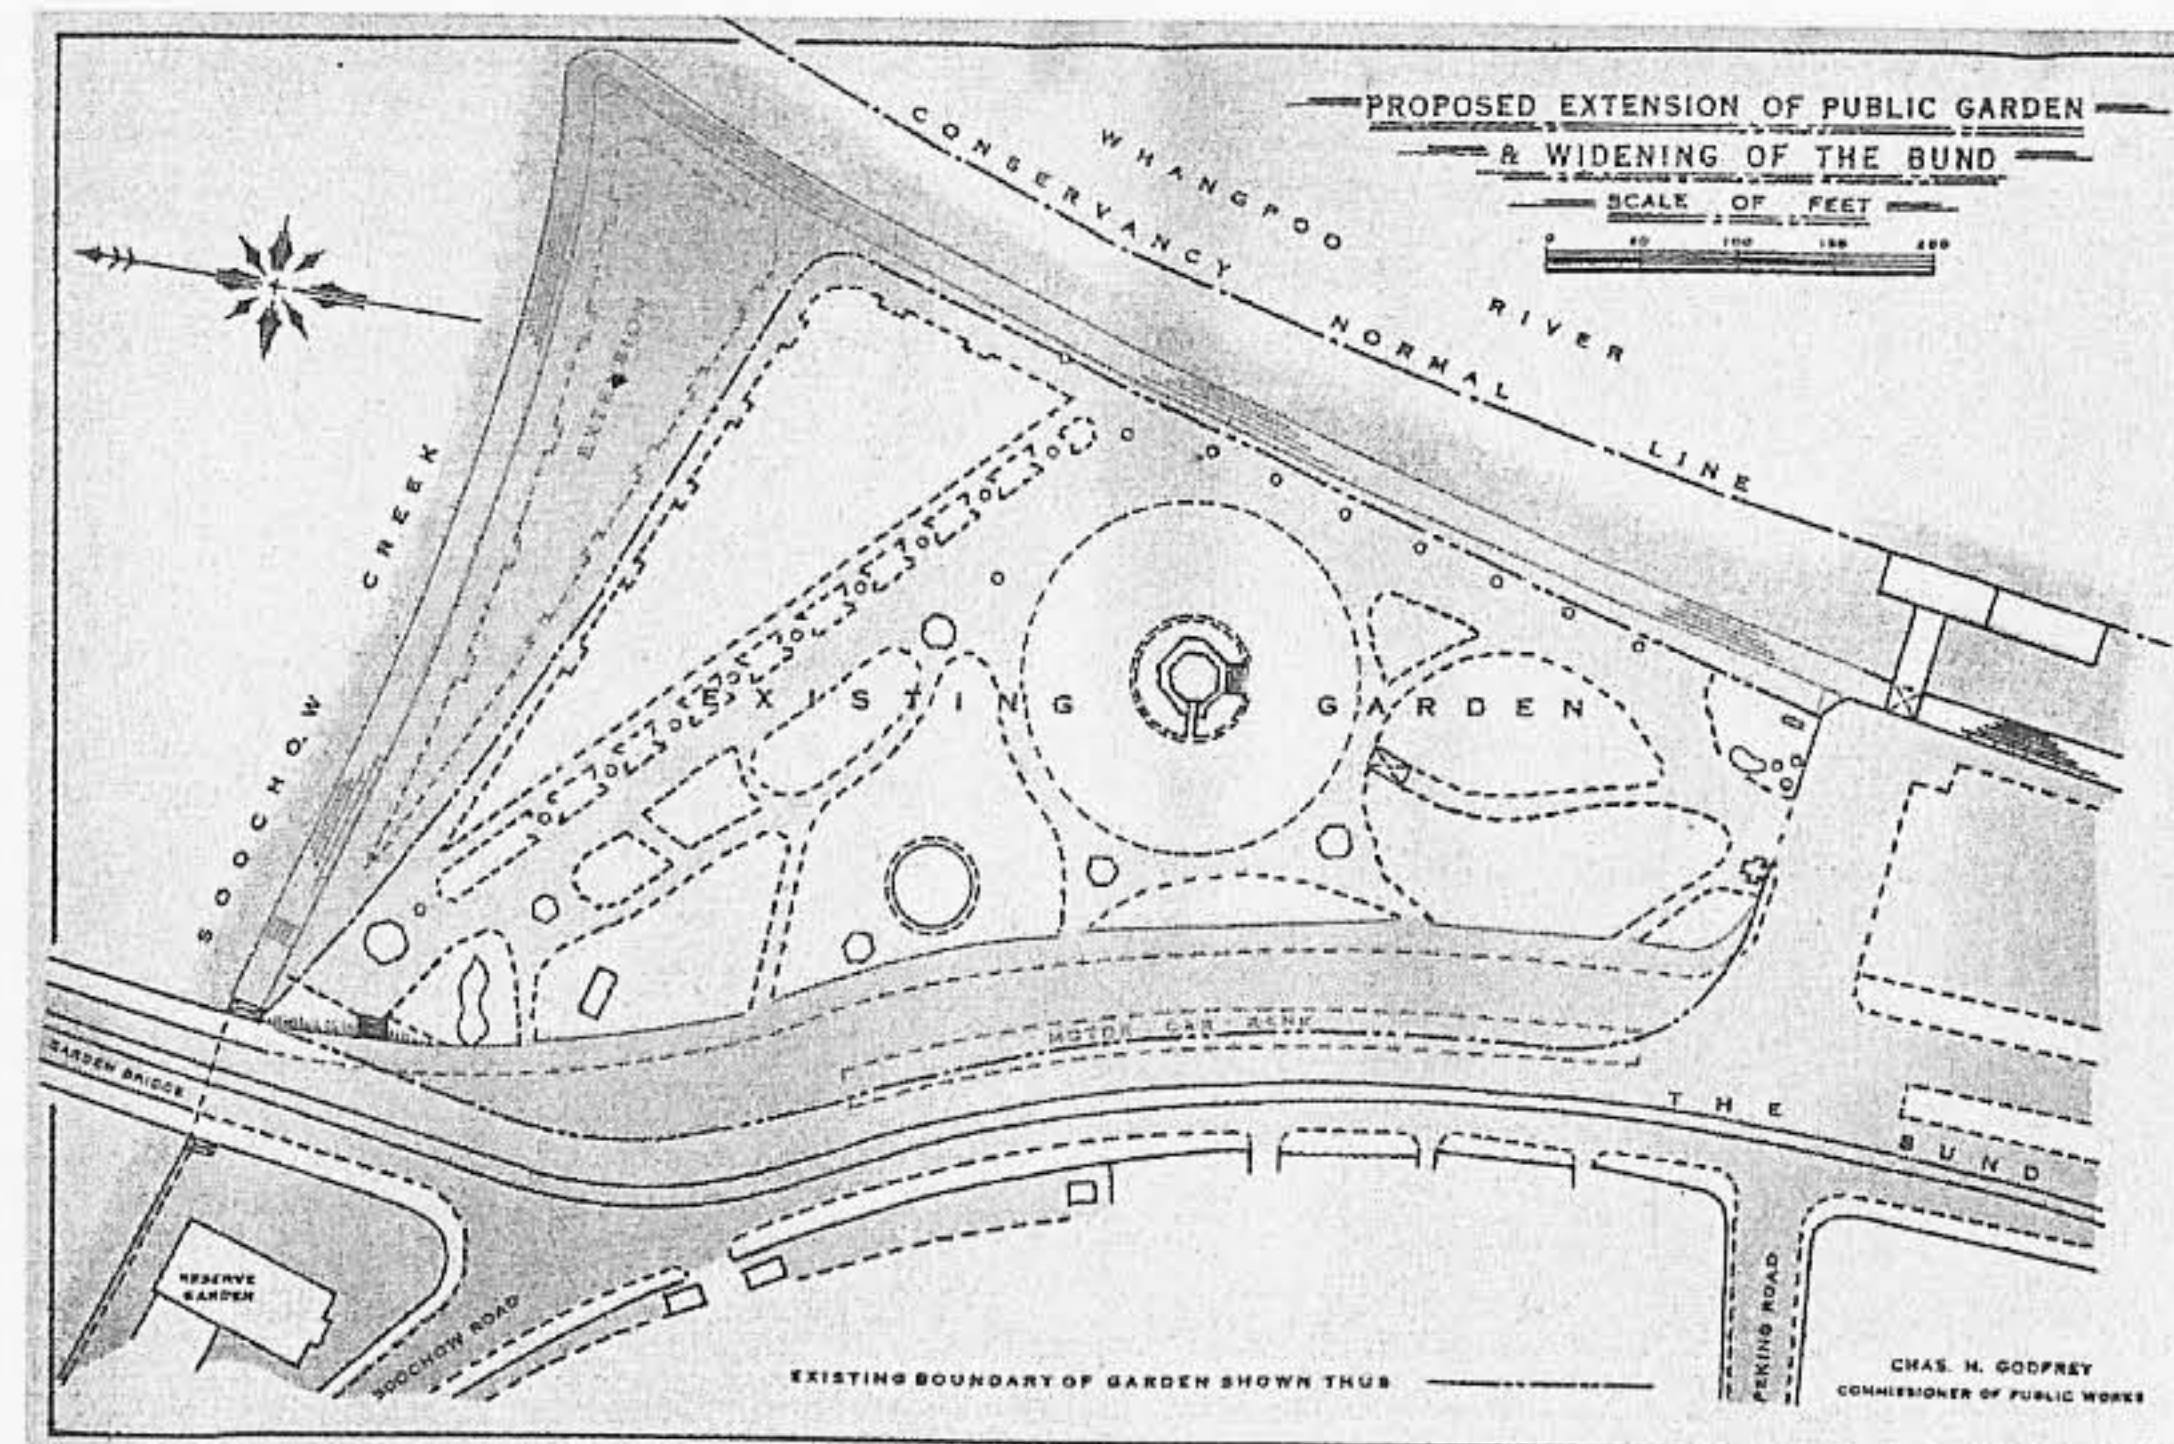 PROPOSED EXTENSION OF PUBLIC GARDEN
& WIDENING OF THE BUND
SCALE OF FEET
0 50 100 150 200
WHANGPOO RIVER
CONSERVANCY NORMAL LINE
EXTENSION
SOOCHOW CREEK
EXISTING GARDEN
MOTOR CAR RANK
GARDEN BRIDGE
THE BUND
RESERVE
GARDEN
SOOCHOW ROAD
PEKING ROAD
EXISTING BOUNDARY OF GARDEN SHOWN THUS
CHAS. H. GODFREY
COMMISSIONER OF PUBLIC WORKS